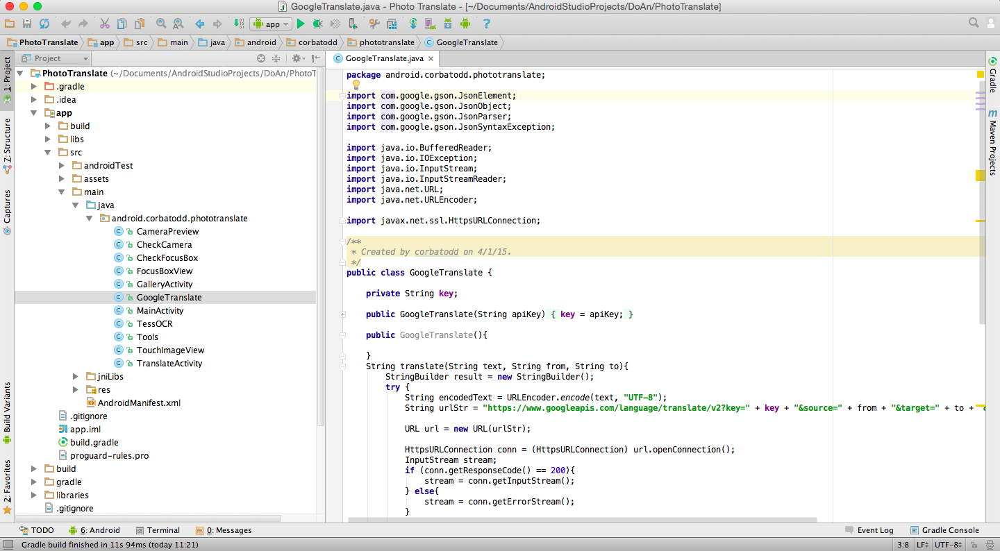 GoogleTranslate.java - Photo Translate - [~/Documents/AndroidStudioProjects/DoAn/PhotoTranslate]
app
PhotoTranslate app src main java android corbatodd phototranslate GoogleTranslate
1: Project
Z: Structure
Captures
Build Variants
2: Favorites
Project
PhotoTranslate (~/Documents/AndroidStudioProjects/DoAn/PhotoT
.gradle
.idea
app
build
libs
src
androidTest
assets
main
java
android.corbatodd.phototranslate
CameraPreview
CheckCamera
CheckFocusBox
FocusBoxView
GalleryActivity
GoogleTranslate
MainActivity
TessOCR
Tools
TouchImageView
TranslateActivity
jniLibs
res
AndroidManifest.xml
.gitignore
app.iml
build.gradle
proguard-rules.pro
build
gradle
libraries
.gitignore
GoogleTranslate.java
package android.corbatodd.phototranslate;
import com.google.gson.JsonElement;
import com.google.gson.JsonObject;
import com.google.gson.JsonParser;
import com.google.gson.JsonSyntaxException;
import java.io.BufferedReader;
import java.io.IOException;
import java.io.InputStream;
import java.io.InputStreamReader;
import java.net.URL;
import java.net.URLEncoder;
import javax.net.ssl.HttpsURLConnection;
/**
* Created by corbatodd on 4/1/15.
*/
public class GoogleTranslate {
private String key;
public GoogleTranslate(String apiKey) { key = apiKey; }
public GoogleTranslate(){
}
String translate(String text, String from, String to){
StringBuilder result = new StringBuilder();
try {
String encodedText = URLEncoder.encode(text, "UTF-8");
String urlStr = "https://www.googleapis.com/language/translate/v2?key=" + key + "&source=" + from + "&target=" + to + "&
URL url = new URL(urlStr);
HttpsURLConnection conn = (HttpsURLConnection) url.openConnection();
InputStream stream;
if (conn.getResponseCode() == 200){
stream = conn.getInputStream();
} else{
stream = conn.getErrorStream();
}
Gradle
Maven Projects
TODO 6: Android Terminal 0: Messages Event Log Gradle Console
Gradle build finished in 11s 94ms (today 11:21) 3:8 LF UTF-8